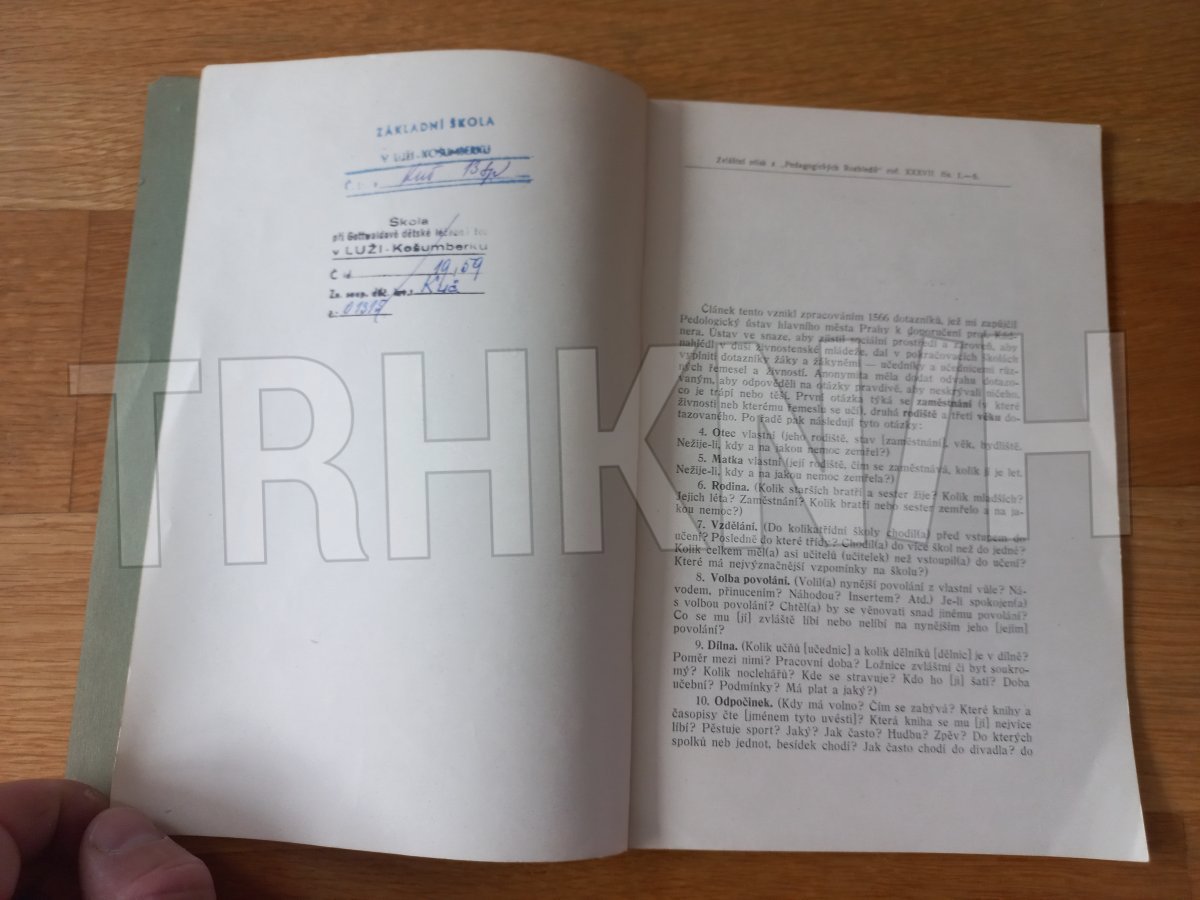 ZÁKLADNÍ ŠKOLA
V LUŽI-KOŠUMBERKU
Škola
při Gottwaldově dětské léčebně
v LUŽI-Košumberku
Zvláštní otisk z „Pedagogických Rozhledů“ roč. XXXVII čís. 1.—6.
Článek tento vznikl zpracováním 1566 dotazníků, jež mi zapůjčil
Pedologický ústav hlavního města Prahy k doporučení prof.
nera. Ústav ve snaze, aby zjistil sociální prostředí a zároveň, aby
nahlédl v duši živnostenské mládeže, dal v pokračovacích školách
vyplniti dotazníky žáky a žákyněmi — učedníky a učednicemi růz-
ných řemesel a živností. Anonymita měla dodat odvahu dotazo-
vaným, aby odpověděli na otázky pravdivě, aby neskrývali ničeho,
co je trápí nebo těší. První otázka týká se zaměstnání (v které
živnosti neb kterému řemeslu se učí), druhá rodiště a třetí věku do-
tazovaného. Po řadě pak následují tyto otázky:
4. Otec vlastní (jeho rodiště, stav [zaměstnání], věk, bydliště.
Nežije-li, kdy a na jakou nemoc zemřel?)
5. Matka vlastní (její rodiště, čím se zaměstnává, kolik jí je let.
Nežije-li, kdy a na jakou nemoc zemřela?)
6. Rodina. (Kolik starších bratří a sester žije? Kolik mladších?
Jejich léta? Zaměstnání? Kolik bratří nebo sester zemřelo a na ja-
kou nemoc?)
7. Vzdělání. (Do kolikatřídní školy chodil(a) před vstupem do
učení? Posledně do které třídy? Chodil(a) do více škol než do jedné?
Kolik celkem měl(a) asi učitelů (učitelek) než vstoupil(a) do učení?
Které má nejvýznačnější vzpomínky na školu?)
8. Volba povolání. (Volil(a) nynější povolání z vlastní vůle? Ná-
vodem, přinucením? Náhodou? Insertem? Atd.) Je-li spokojen(a)
s volbou povolání? Chtěl(a) by se věnovati snad jinému povolání?
Co se mu [jí] zvláště líbí nebo nelíbí na nynějším jeho [jejím]
povolání?
9. Dílna. (Kolik učňů [učednic] a kolik dělníků [dělnic] je v dílně?
Poměr mezi nimi? Pracovní doba? Ložnice zvláštní či byt soukro-
mý? Kolik noclehářů? Kde se stravuje? Kdo ho [ji] šatí? Doba
učební? Podmínky? Má plat a jaký?)
10. Odpočinek. (Kdy má volno? Čím se zabývá? Které knihy a
časopisy čte [jménem tyto uvésti]? Která kniha se mu [jí] nejvíce
líbí? Pěstuje sport? Jaký? Jak často? Hudbu? Zpěv? Do kterých
spolků neb jednot, besídek chodí? Jak často chodí do divadla? do
TRHKNIH